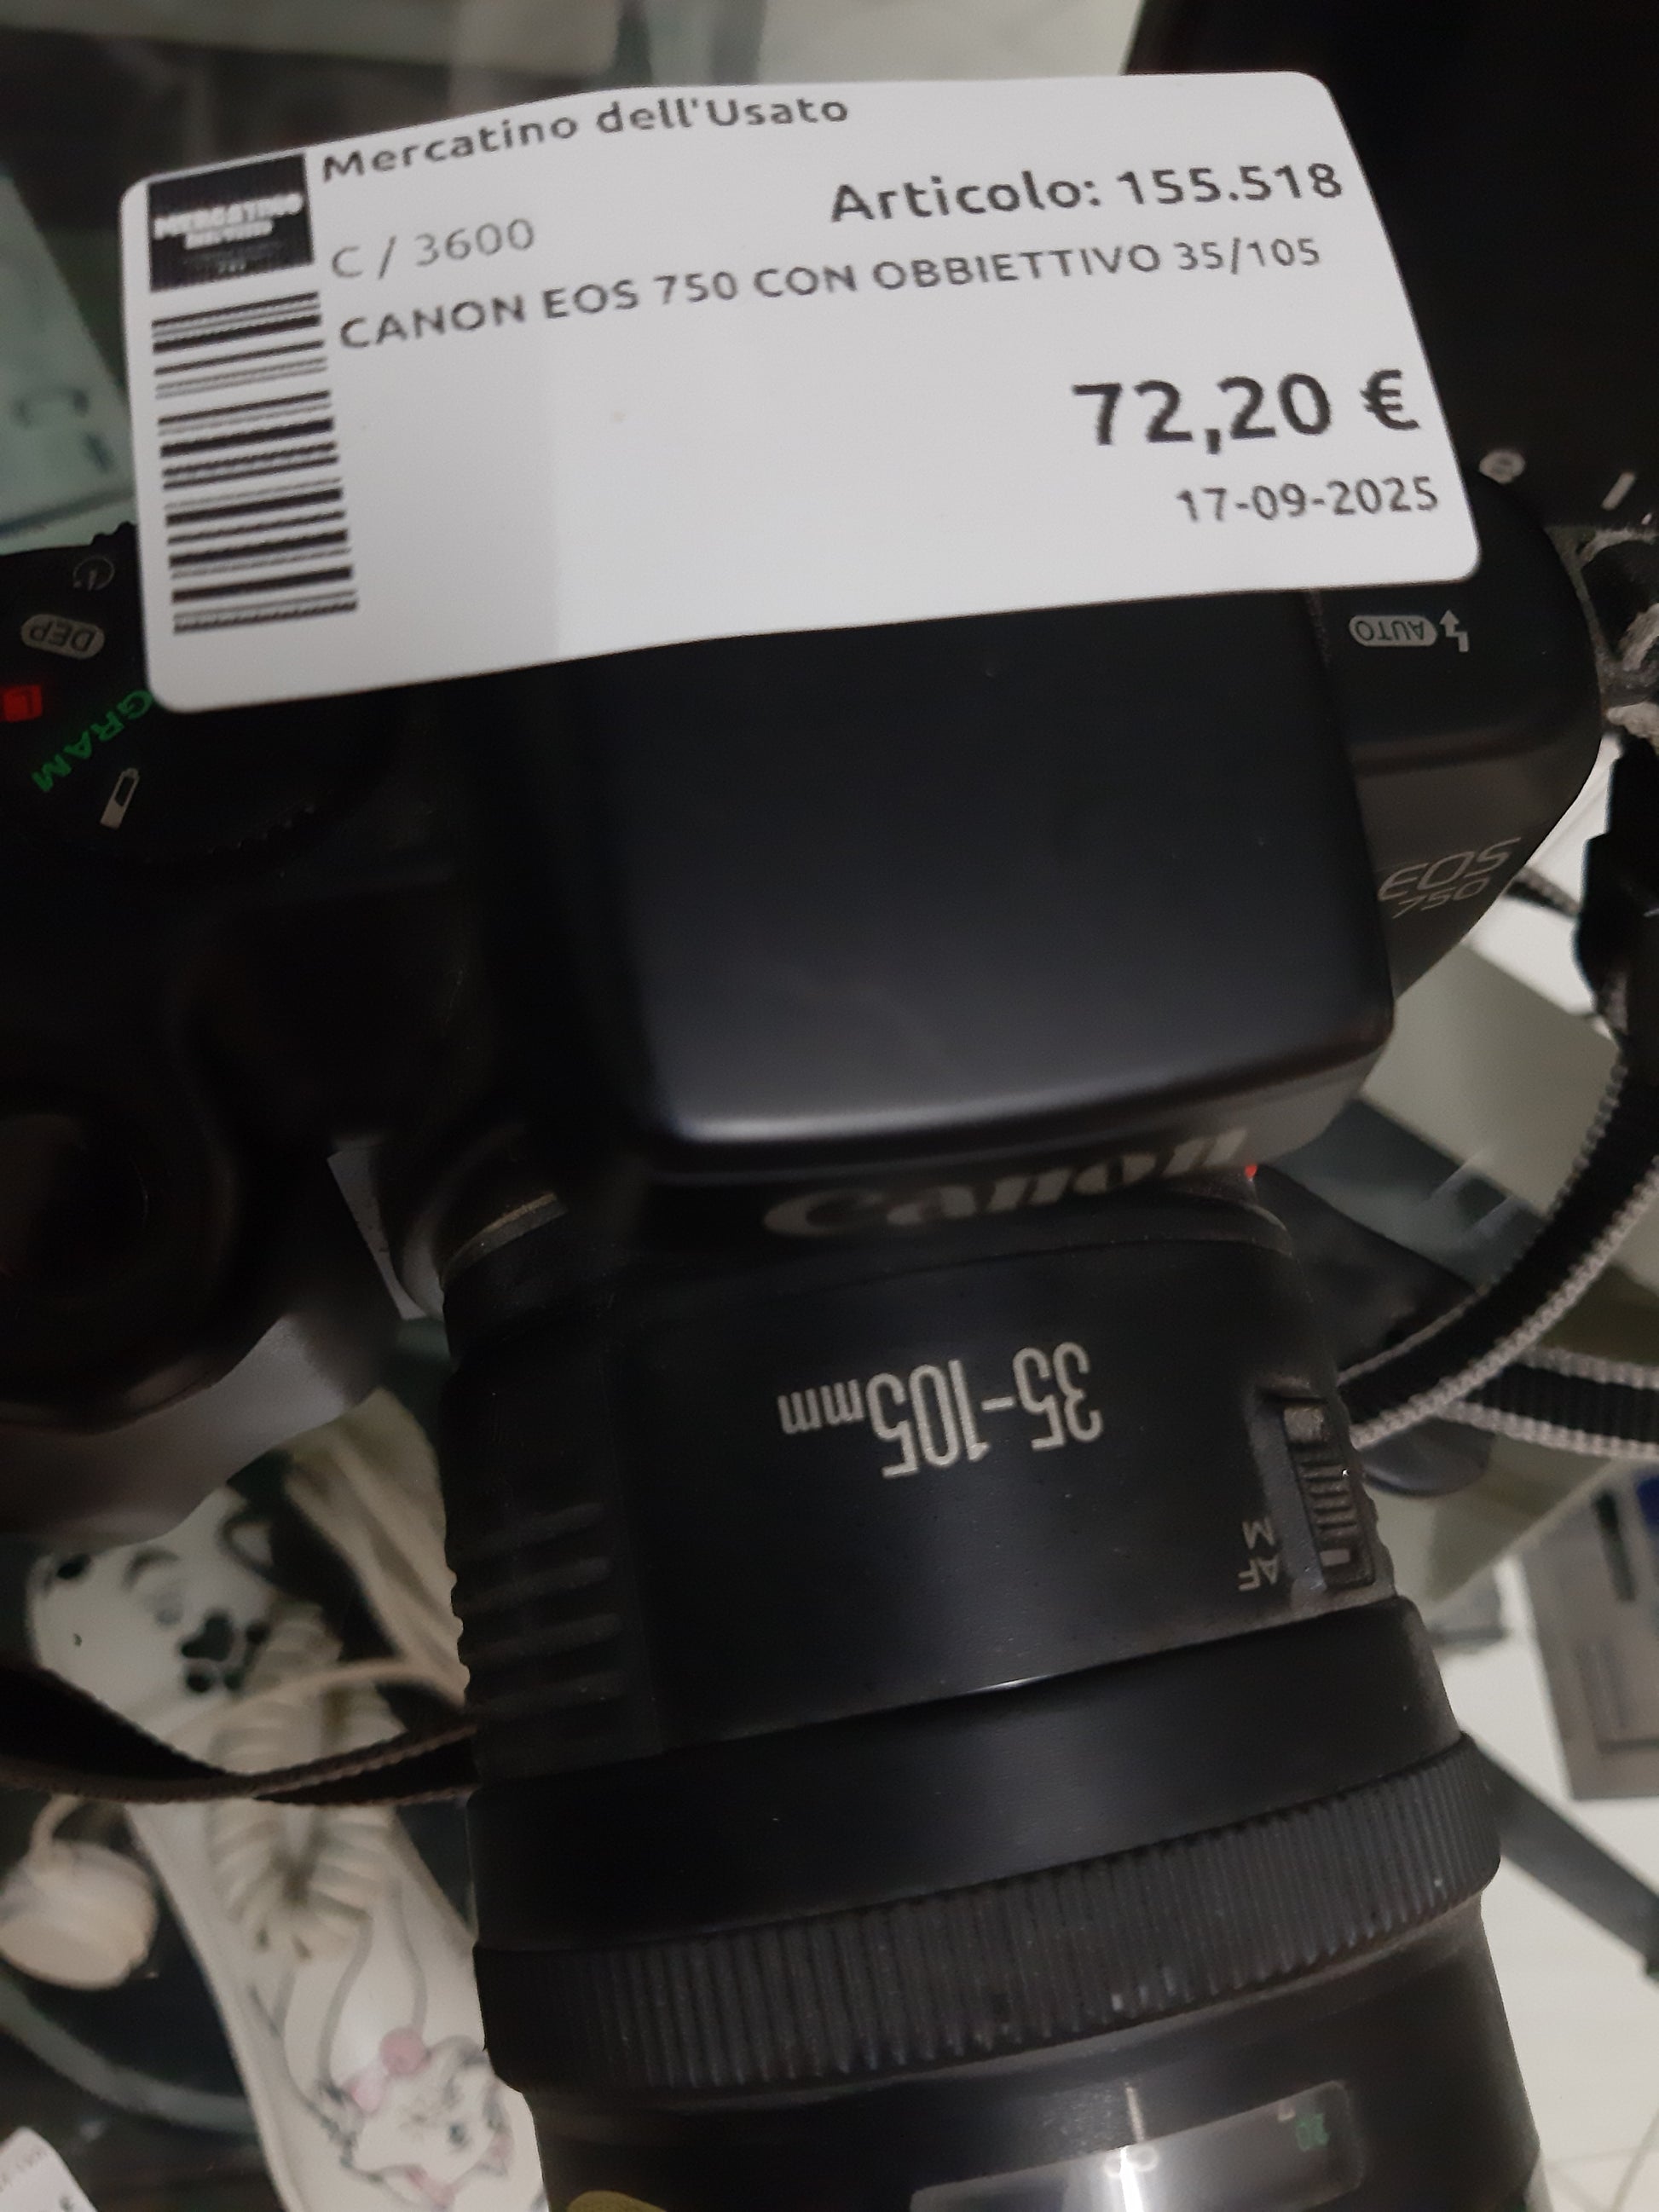 Mercatino dell'Usato
Articolo: 155.518
C / 3600
CANON EOS 750 CON OBBIETTIVO 35/105
72,20 €
17-09-2025
DEP
AUTO
L
GRAM
EOS
750
Canon
35-105mm
M
AF